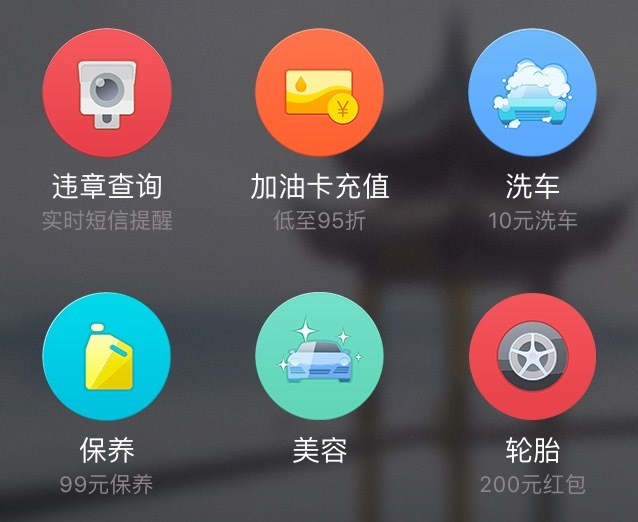 违章查询
加油卡充值
洗车
实时短信提醒
低至95折
10元洗车
¥
保养
美容
轮胎
99元保养
200元红包